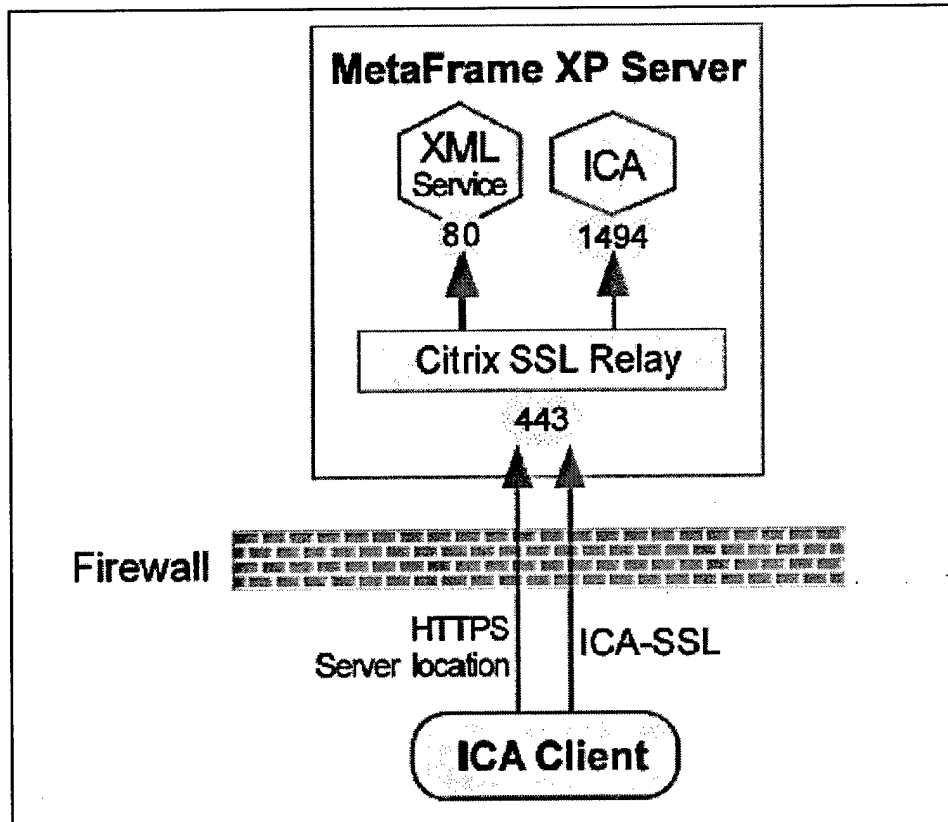 MetaFrame XP Server
XML
Service
ICA
80
1494
Citrix SSL Relay
443
Firewall
HTTPS
Server location
ICA-SSL
ICA Client